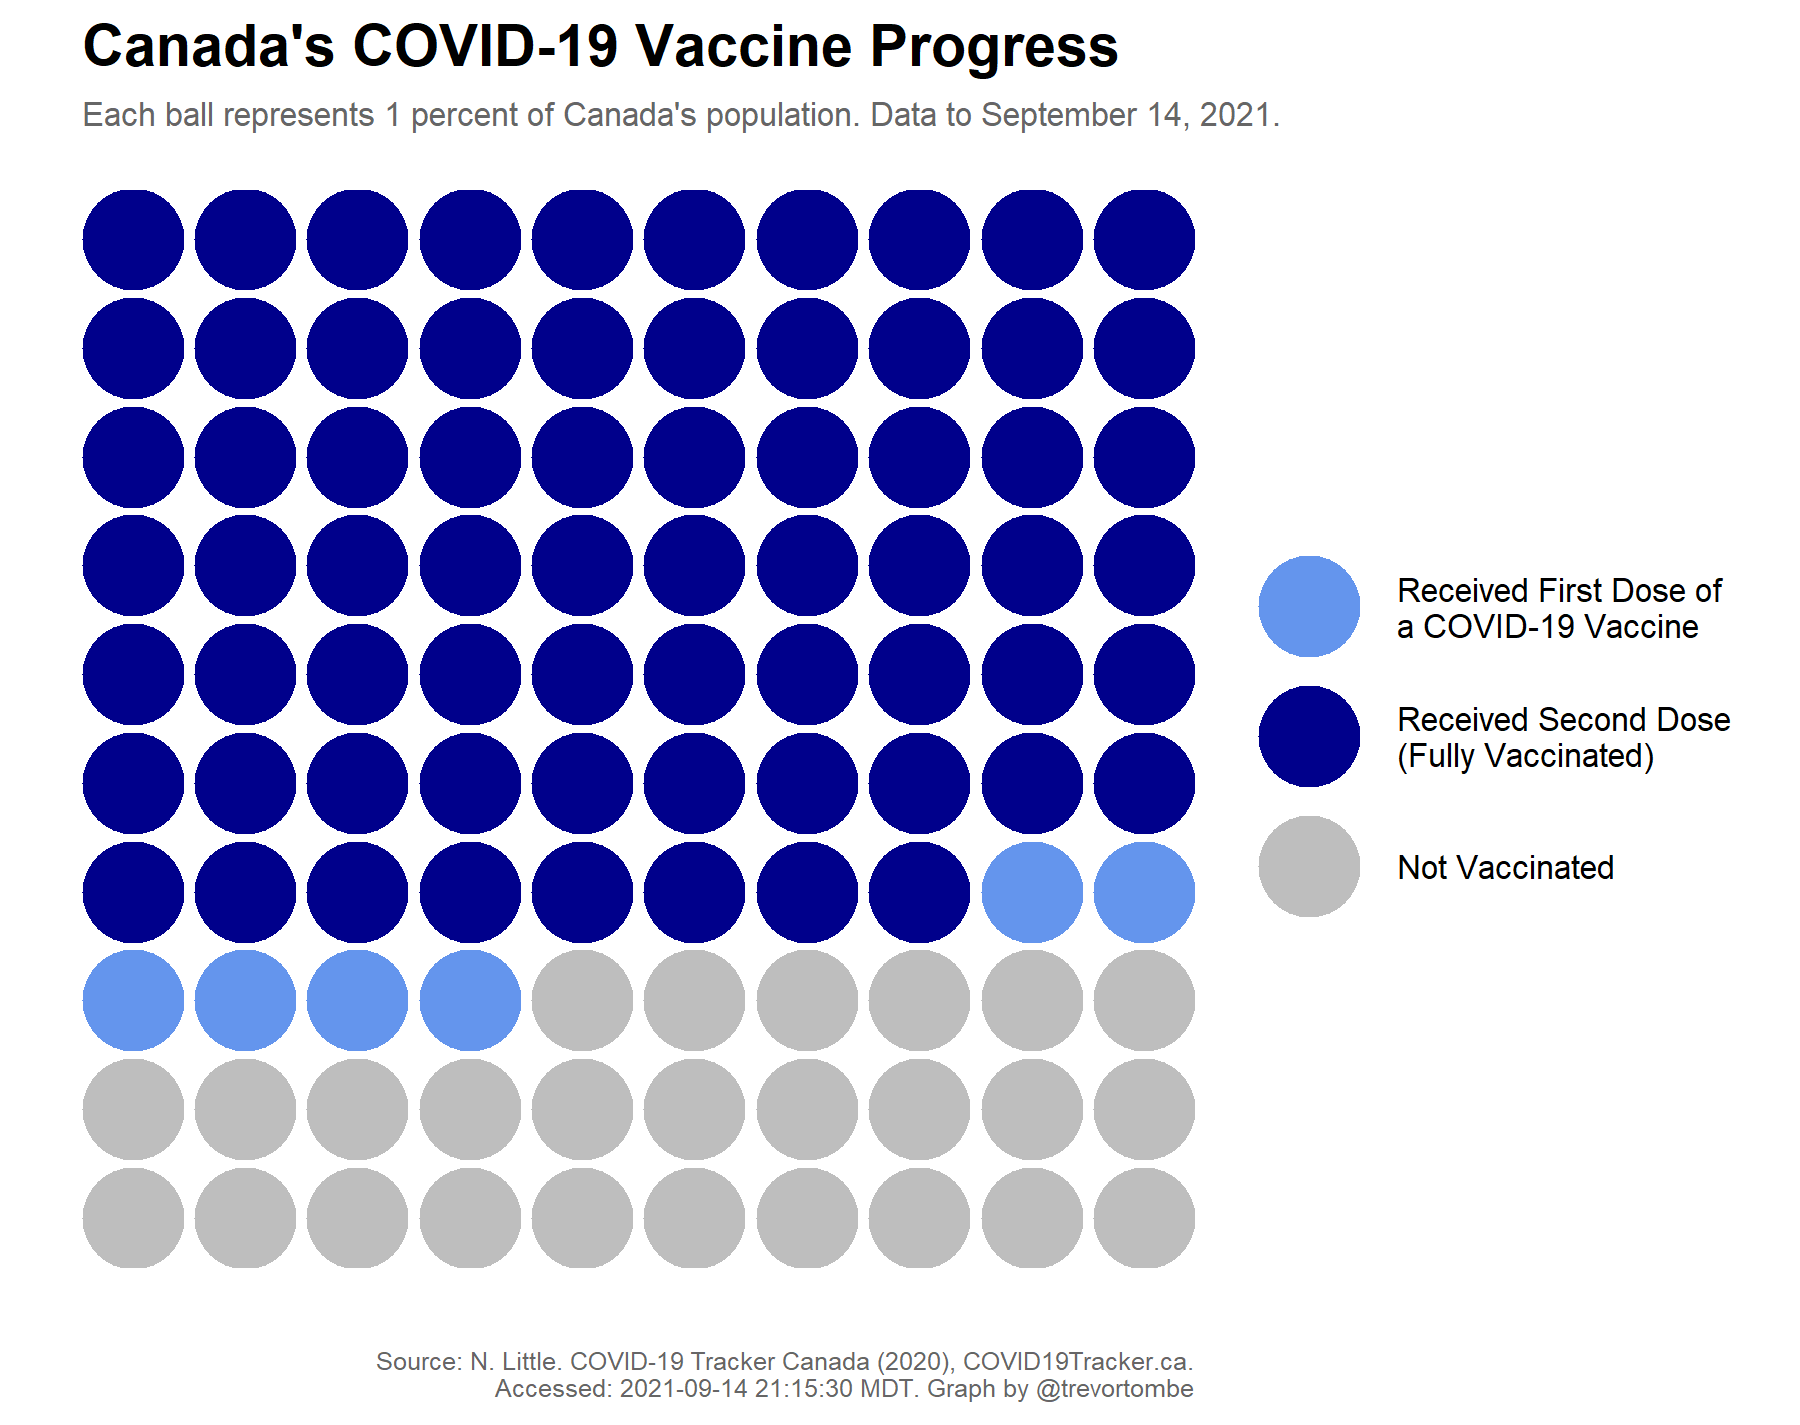 Canada's COVID-19 Vaccine Progress
Each ball represents 1 percent of Canada's population. Data to September 14, 2021.
Received First Dose of
a COVID-19 Vaccine
Received Second Dose
(Fully Vaccinated)
Not Vaccinated
Source: N. Little. COVID-19 Tracker Canada (2020), COVID19Tracker.ca.
Accessed: 2021-09-14 21:15:30 MDT. Graph by @trevortombe